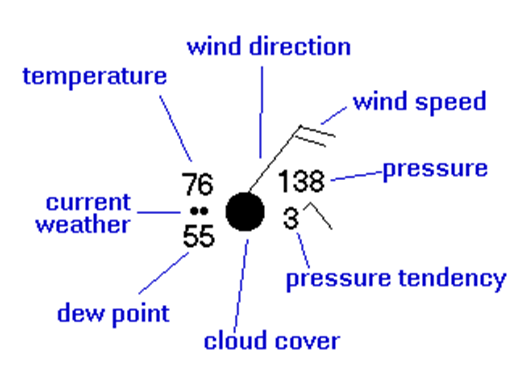 wind direction
temperature
wind speed
76
138
pressure
current
weather
3
55
pressure tendency
dew point
cloud cover